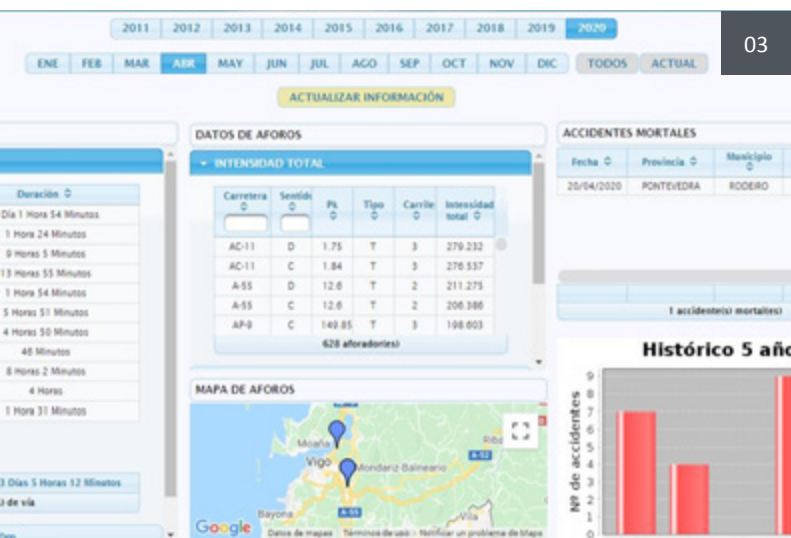 2011 2012 2013 2014 2015 2016 2017 2018 2019 2020
03
ENE FEB MAR ABR MAY JUN JUL AGO SEP OCT NOV DIC TODOS ACTUAL
ACTUALIZAR INFORMACIÓN
Duración
Día 1 Hora 54 Minutos
1 Hora 24 Minutos
9 Horas 5 Minutos
13 Horas 55 Minutos
1 Hora 54 Minutos
5 Horas 51 Minutos
4 Horas 50 Minutos
46 Minutos
8 Horas 2 Minutos
4 Horas
1 Hora 31 Minutos
3 Días 5 Horas 12 Minutos
de vía
DATOS DE AFOROS
INTENSIDAD TOTAL
Carretera Sentido Pk Tipo Carrile Intensidad total
AC-11 D 1.75 T 3 279.232
AC-11 C 1.84 T 3 276.537
A-55 D 12.6 T 2 211.275
A-55 C 12.6 T 2 206.386
AP-9 C 149.85 T 3 198.603
628 aforador(es)
MAPA DE AFOROS
Moaña
Vigo
Mondariz-Balneario
Riba
A-52
Bayona
A-55
Vila
Google
Datos de mapas Términos de uso Notificar un problema de Maps
ACCIDENTES MORTALES
Fecha Provincia Municipio
20/04/2020 PONTEVEDRA RODEIRO
1 accidente(s) mortal(es)
Histórico 5 año
Nº de accidentes
9
8
7
6
5
4
3
2
1
0